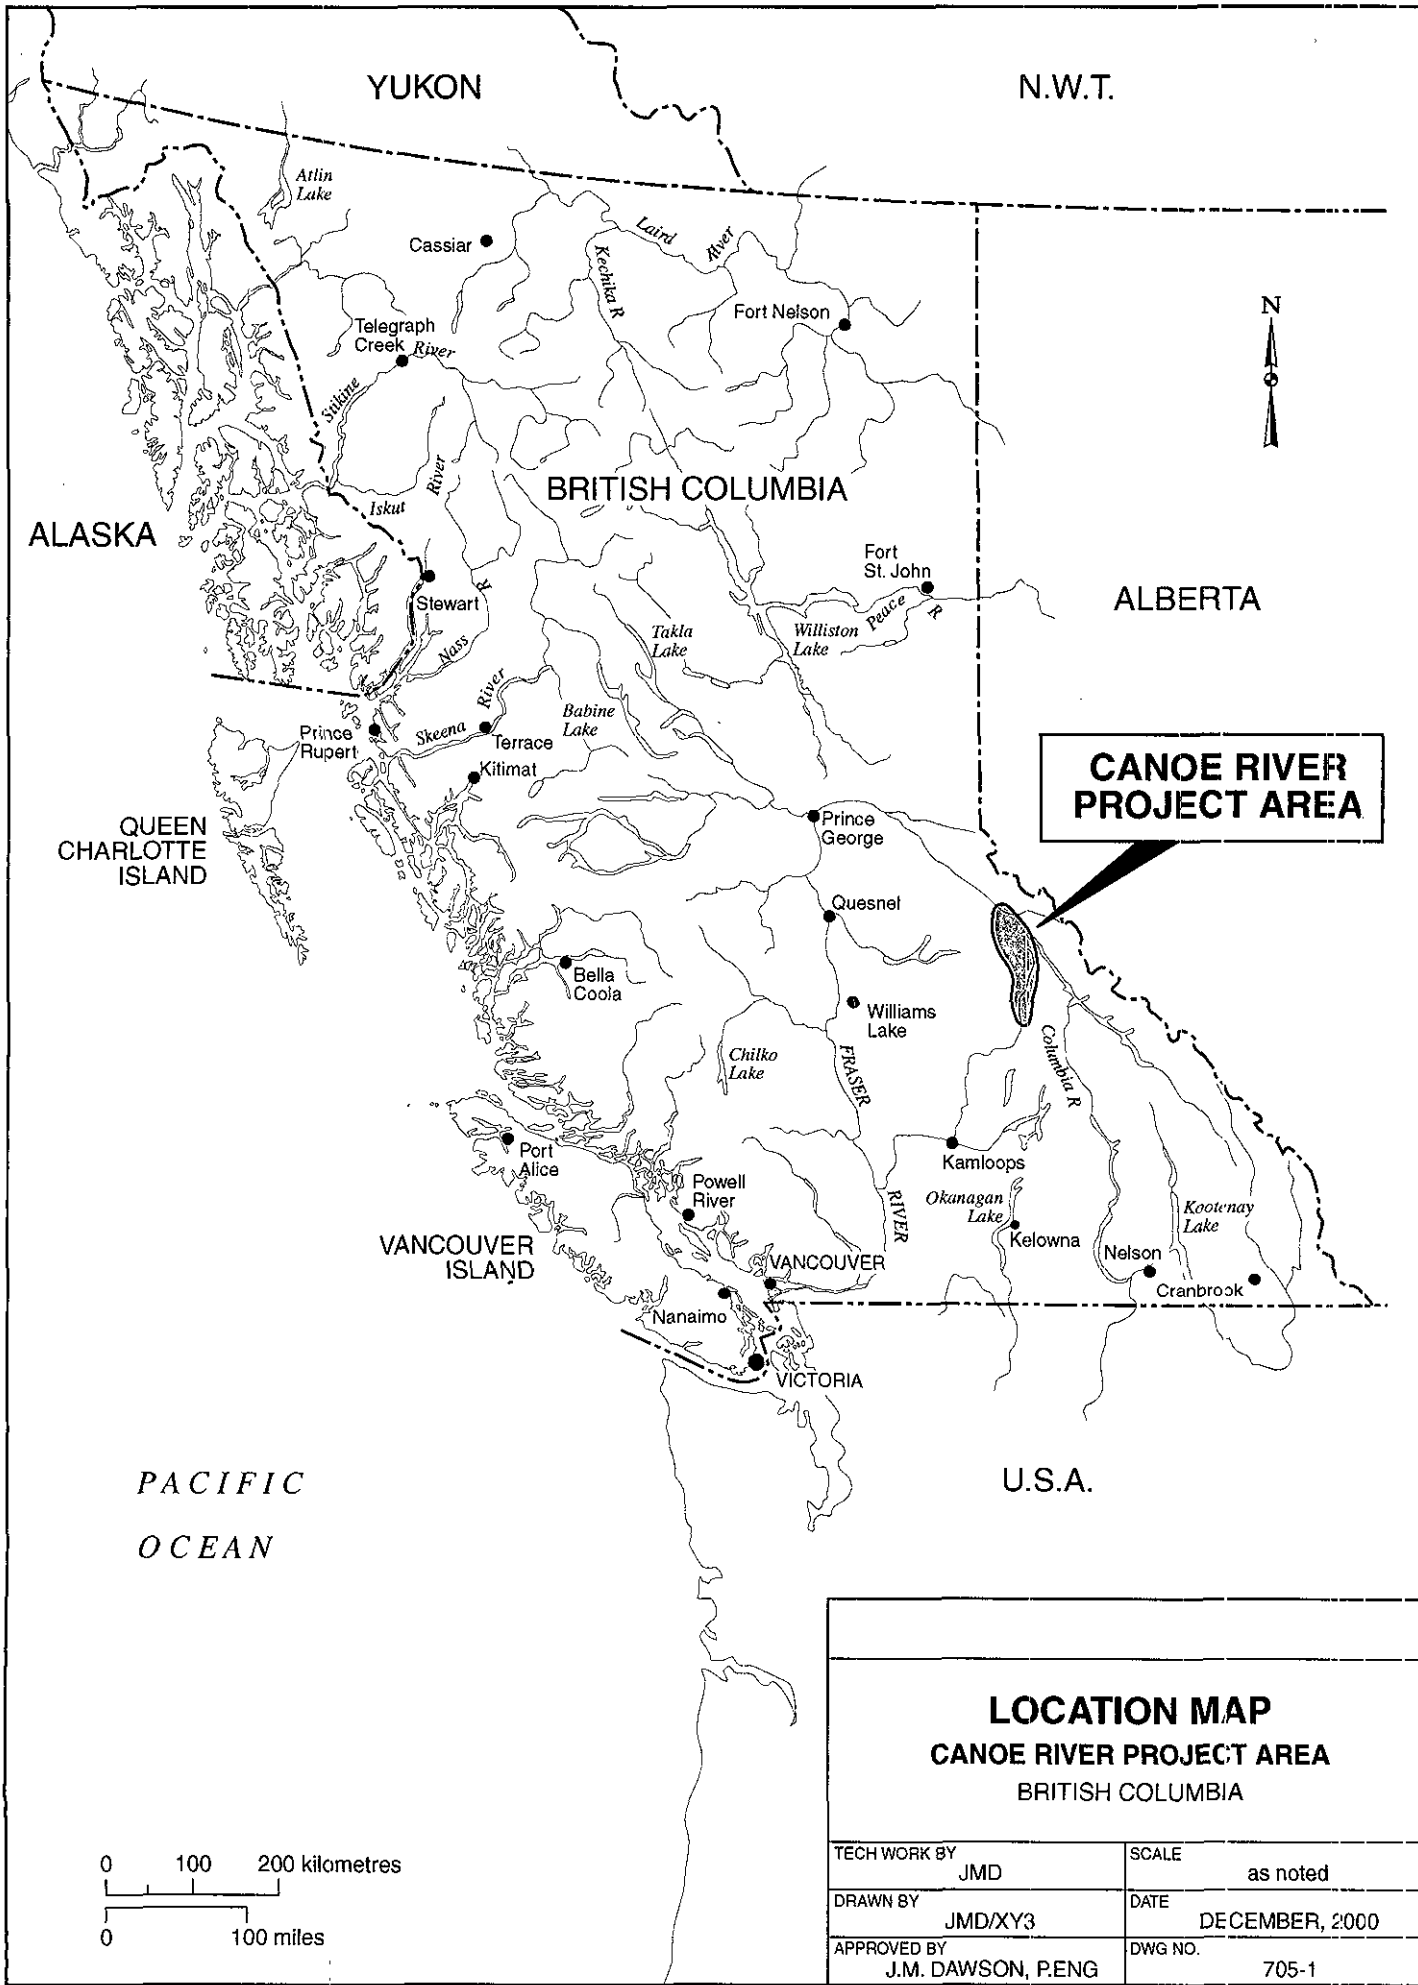 YUKON
N.W.T.
Atlin
Lake
Cassiar
Laird
River
Kechika R
Fort Nelson
N
Telegraph
Creek
River
Stikine
River
Iskut
BRITISH COLUMBIA
ALASKA
Fort
St. John
Peace
R
ALBERTA
Stewart
R
Nass
Takla
Lake
Williston
Lake
River
Skeena
Babine
Lake
Prince
Rupert
Terrace
Kitimat
CANOE RIVER
PROJECT AREA
QUEEN
CHARLOTTE
ISLAND
Prince
George
Quesnel
Bella
Coola
Williams
Lake
Chilko
Lake
FRASER
Columbia R
Port
Alice
Kamloops
Powell
River
Okanagan
Lake
RIVER
Kootenay
Lake
Kelowna
VANCOUVER
ISLAND
VANCOUVER
Nelson
Cranbrook
Nanaimo
VICTORIA
PACIFIC
OCEAN
U.S.A.
LOCATION MAP
CANOE RIVER PROJECT AREA
BRITISH COLUMBIA
TECH WORK BY
JMD
SCALE
as noted
DRAWN BY
JMD/XY3
DATE
DECEMBER, 2000
APPROVED BY
J.M. DAWSON, P.ENG
DWG NO.
705-1
0 100 200 kilometres
0 100 miles